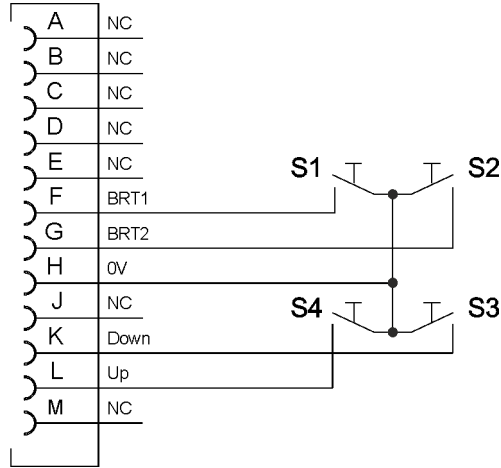 A NC
B NC
C NC
D NC
E NC
S1 S2
F BRT1
G BRT2
H 0V
J NC
S4 S3
K Down
L Up
M NC